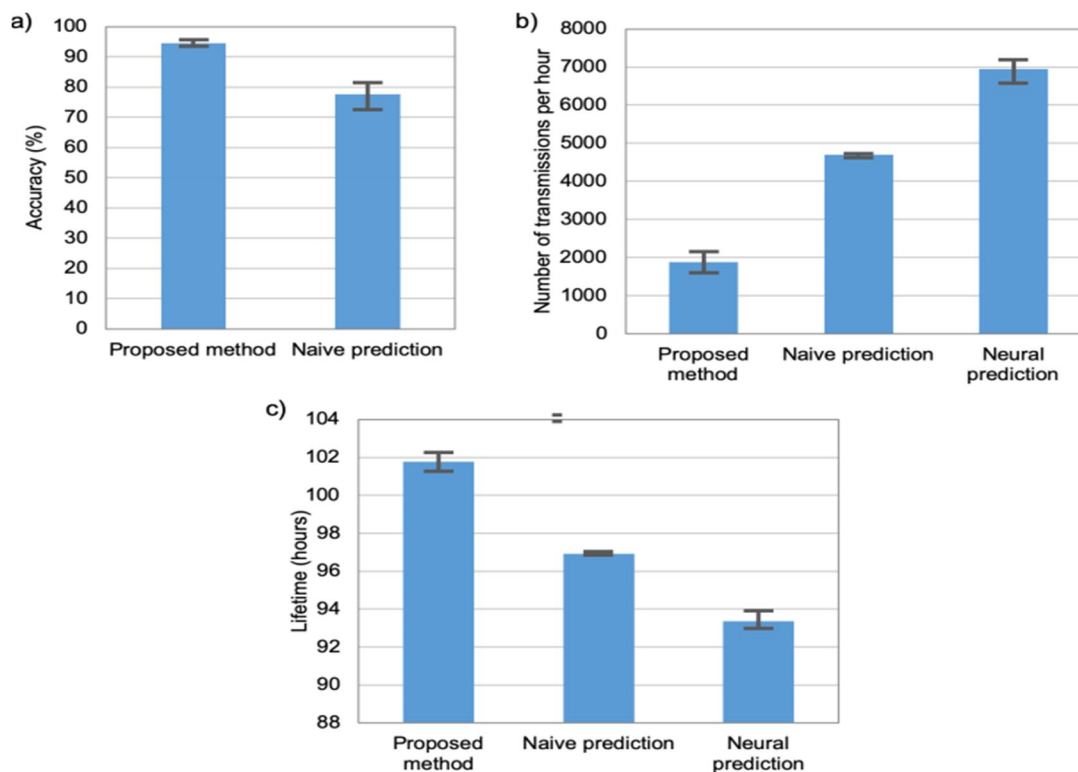 a)
Accuracy (%)
100
90
80
70
60
50
40
30
20
10
0
Proposed method
Naive prediction
b)
Number of transmissions per hour
8000
7000
6000
5000
4000
3000
2000
1000
0
Proposed
method
Naive prediction
Neural
prediction
c)
Lifetime (hours)
104
102
100
98
96
94
92
90
88
Proposed
method
Naive prediction
Neural
prediction